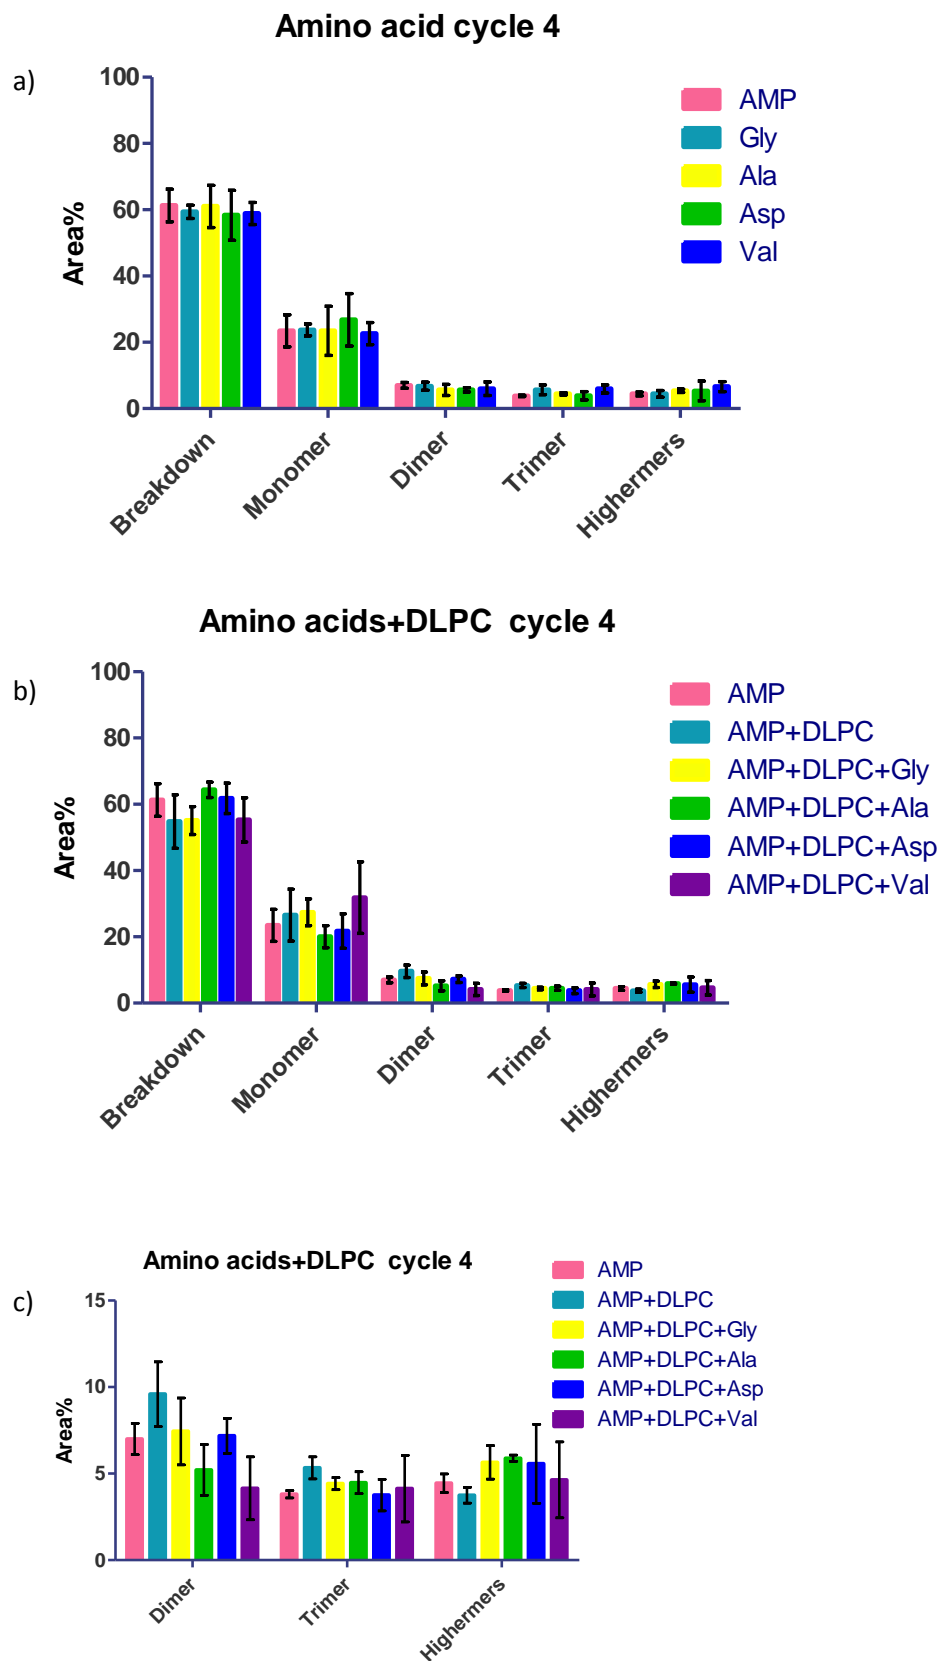 Amino acid cycle 4
a)
100
80
60
40
20
0
Area%
AMP
Gly
Ala
Asp
Val
Breakdown
Monomer
Dimer
Trimer
Highermers
Amino acids+DLPC cycle 4
b)
100
80
60
40
20
0
Area%
AMP
AMP+DLPC
AMP+DLPC+Gly
AMP+DLPC+Ala
AMP+DLPC+Asp
AMP+DLPC+Val
Breakdown
Monomer
Dimer
Trimer
Highermers
Amino acids+DLPC cycle 4
c)
15
10
5
0
Area%
AMP
AMP+DLPC
AMP+DLPC+Gly
AMP+DLPC+Ala
AMP+DLPC+Asp
AMP+DLPC+Val
Dimer
Trimer
Highermers